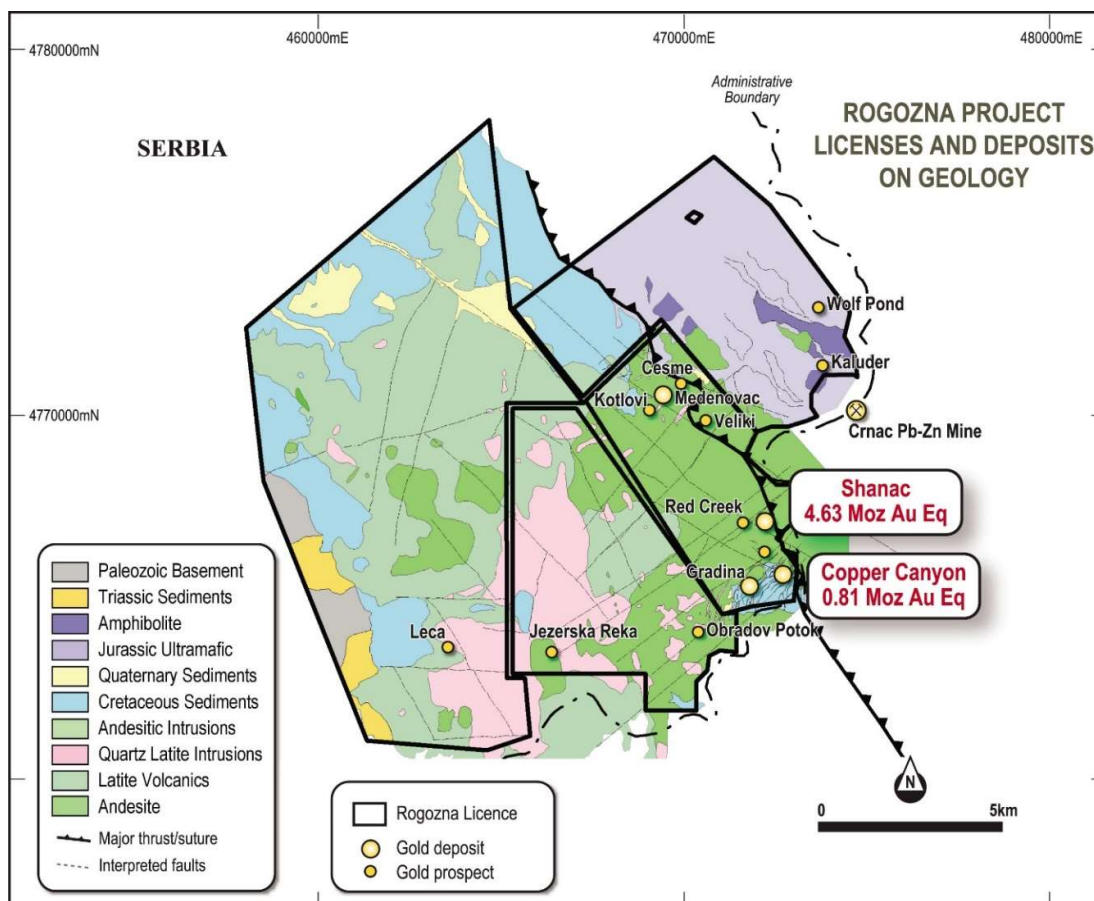 460000mE
470000mE
480000mE
4780000mN
Administrative
Boundary
SERBIA
ROGOZNA PROJECT
LICENSES AND DEPOSITS
ON GEOLOGY
Wolf Pond
Kaluder
Cesme
Kotlovi
Medenovac
4770000mN
Veliki
Crnac Pb-Zn Mine
Shanac
4.63 Moz Au Eq
Red Creek
Gradina
Copper Canyon
0.81 Moz Au Eq
Leca
Jezerska Reka
Obradov Potok
Paleozoic Basement
Triassic Sediments
Amphibolite
Jurassic Ultramafic
Quaternary Sediments
Cretaceous Sediments
Andesitic Intrusions
Quartz Latite Intrusions
Latite Volcanics
Andesite
Major thrust/suture
Interpreted faults
Rogozna Licence
Gold deposit
Gold prospect
N
0
5km